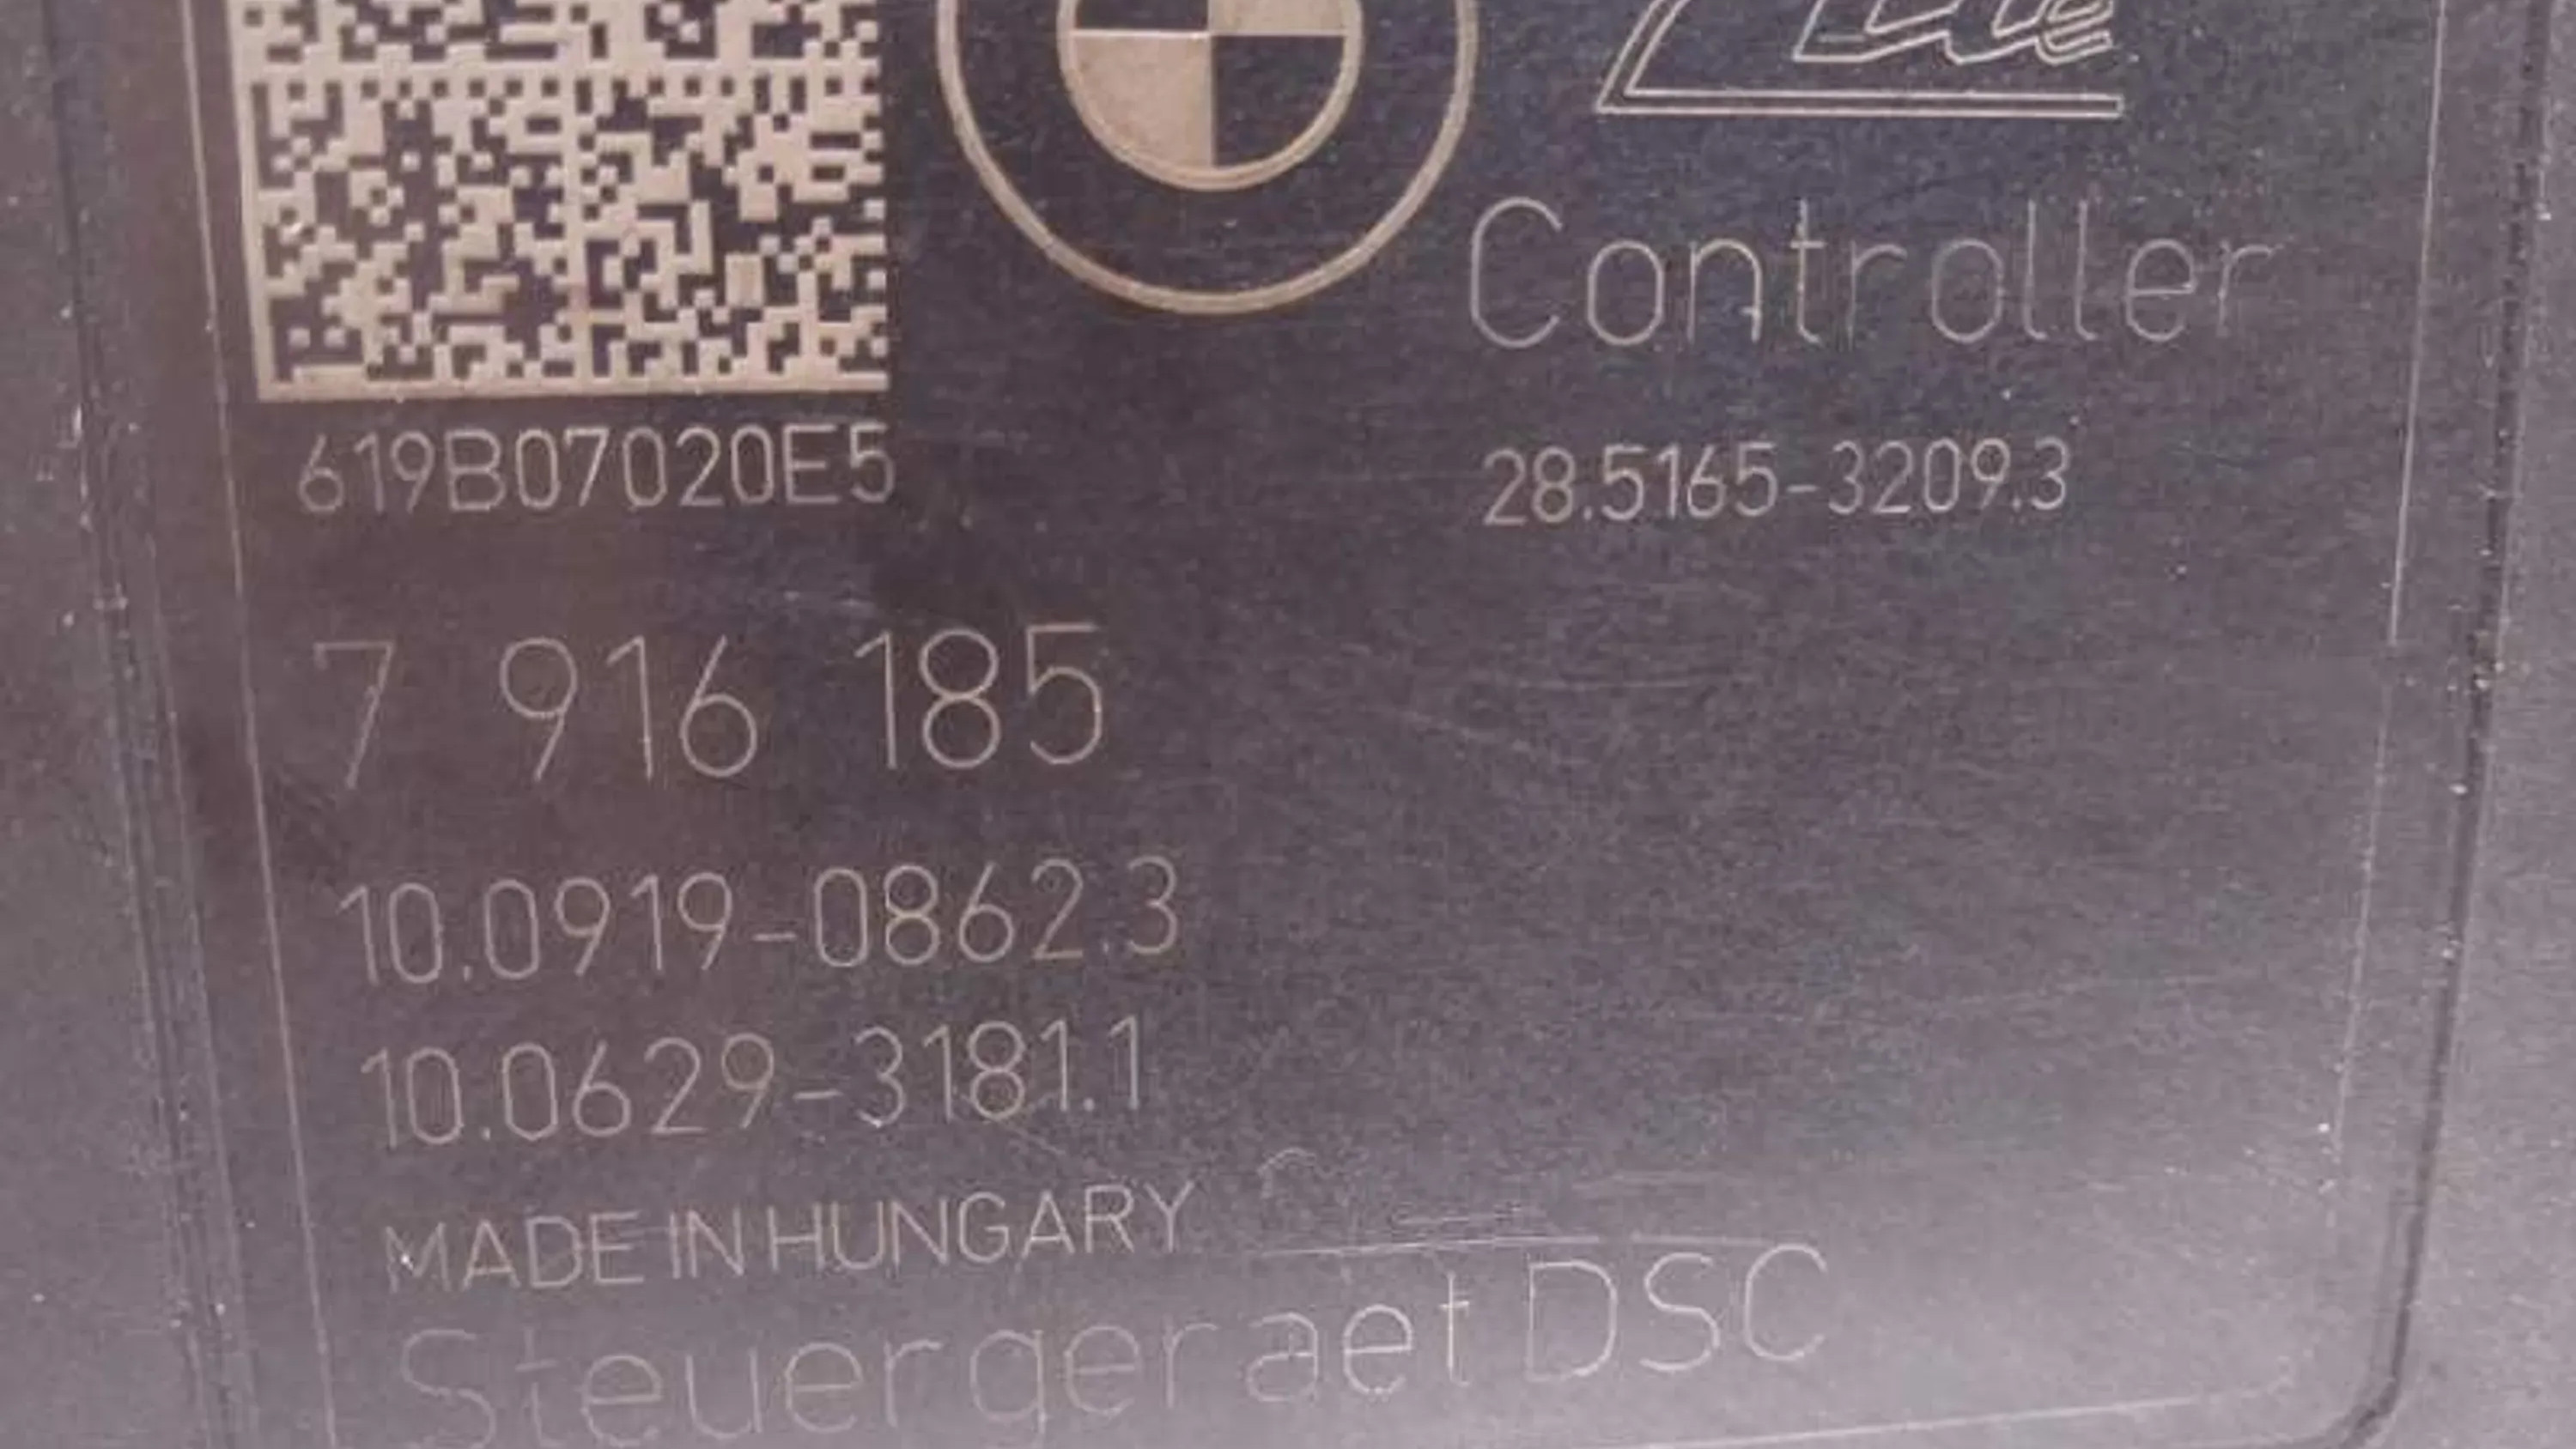 Ate
Controller
619B07020E5
28.5165-3209.3
7 916 185
10.0919-0862.3
10.0629-3181.1
MADE IN HUNGARY
Steuergeraet DSC